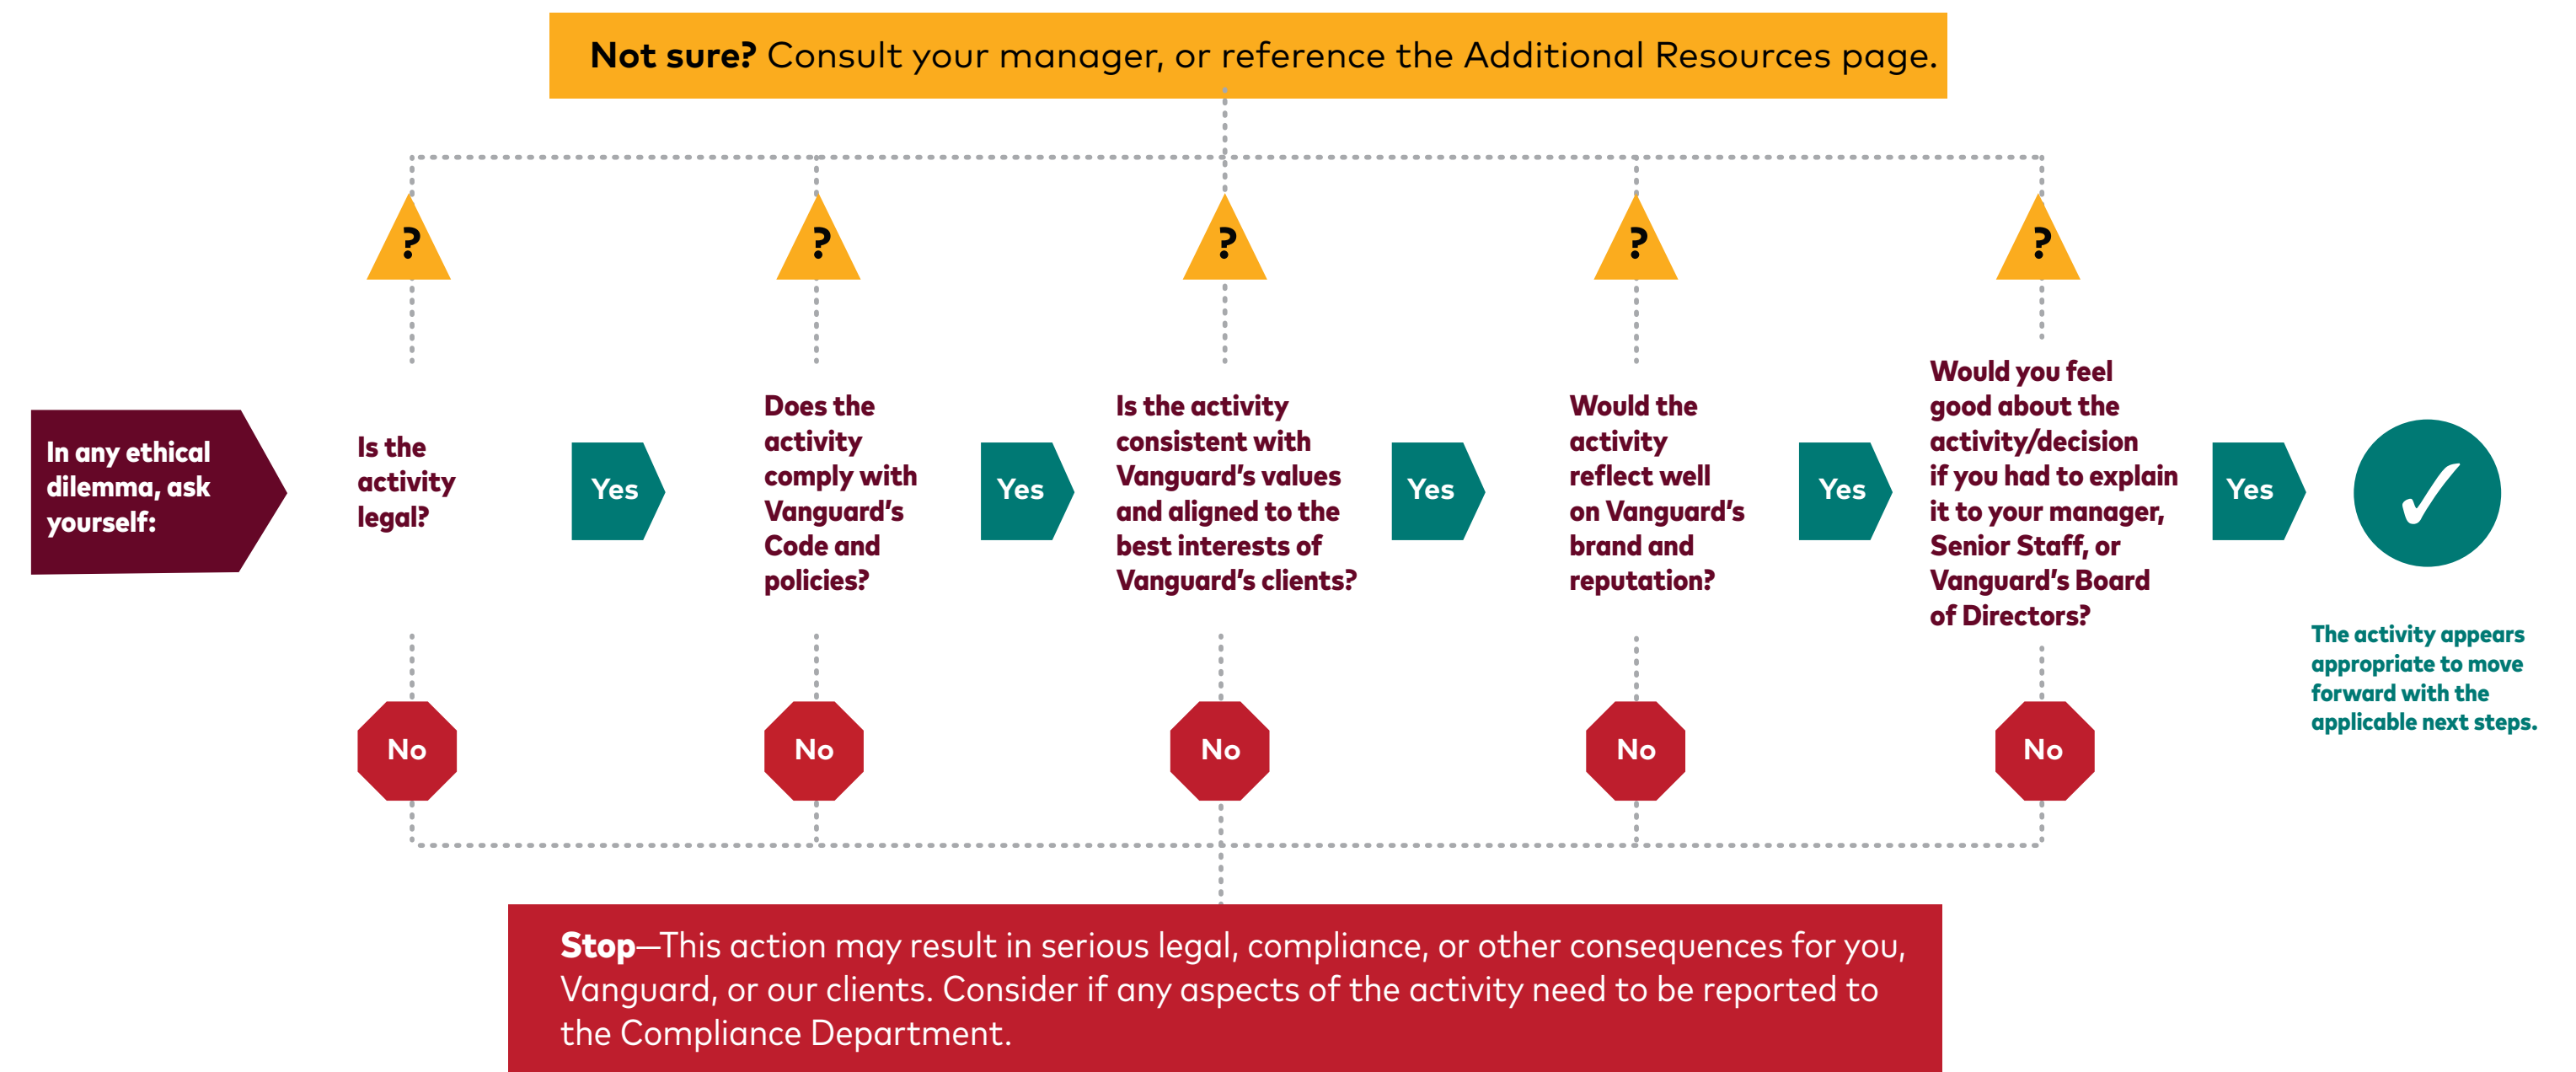 Not sure? Consult your manager, or reference the Additional Resources page.
?
?
?
?
?
In any ethical
dilemma, ask
yourself:
Is the
activity
legal?
Yes
Does the
activity
comply with
Vanguard’s
Code and
policies?
Yes
Is the activity
consistent with
Vanguard’s values
and aligned to the
best interests of
Vanguard’s clients?
Yes
Would the
activity
reflect well
on Vanguard’s
brand and
reputation?
Yes
Would you feel
good about the
activity/decision
if you had to explain
it to your manager,
Senior Staff, or
Vanguard’s Board
of Directors?
Yes
The activity appears
appropriate to move
forward with the
applicable next steps.
No
No
No
No
No
Stop—This action may result in serious legal, compliance, or other consequences for you,
Vanguard, or our clients. Consider if any aspects of the activity need to be reported to
the Compliance Department.